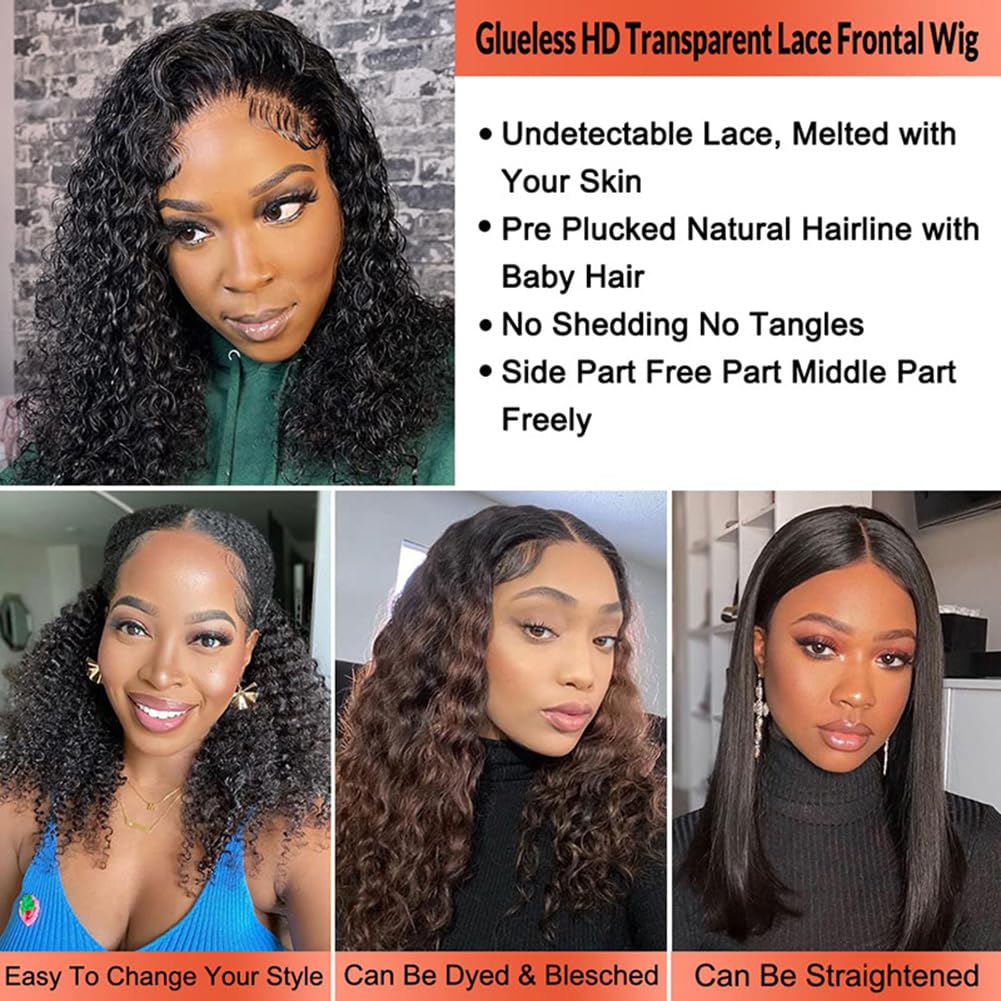 Glueless HD Transparent Lace Frontal Wig
• Undetectable Lace, Melted with
Your Skin
• Pre Plucked Natural Hairline with
Baby Hair
• No Shedding No Tangles
• Side Part Free Part Middle Part
Freely
Easy To Change Your Style
Can Be Dyed & Blesched
Can Be Straightened